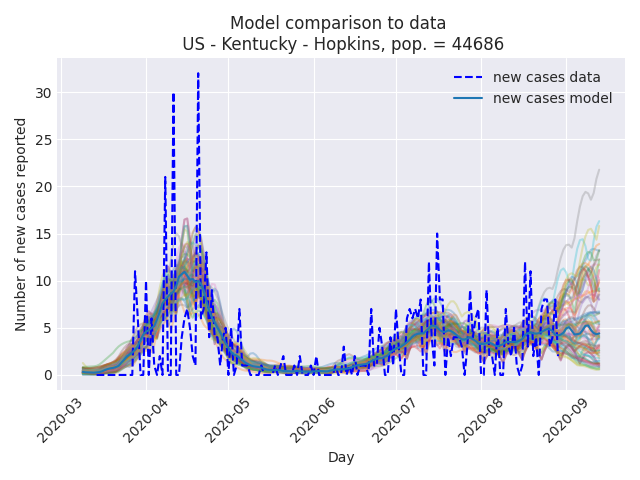 Model comparison to data
US - Kentucky - Hopkins, pop. = 44686
new cases data
new cases model
Number of new cases reported
30
25
20
15
10
5
0
2020-03
2020-04
2020-05
2020-06
2020-07
2020-08
2020-09
Day